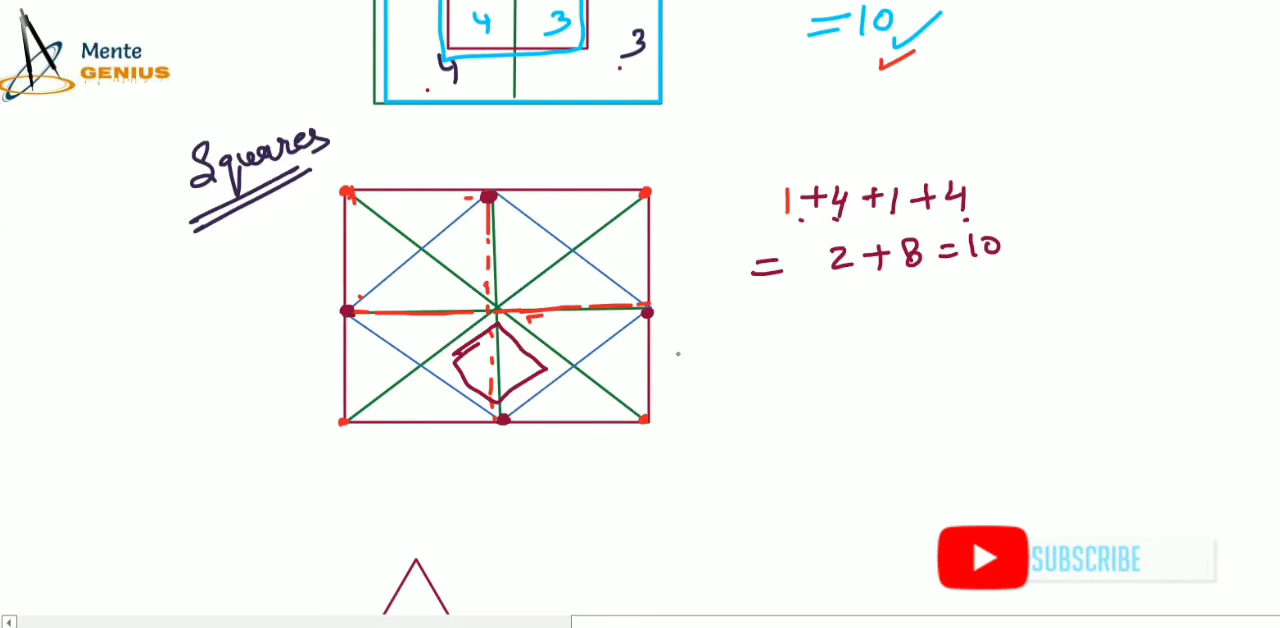 Mente
GENIUS
4 3
4
3
=10
Squares
1+4+1+4
= 2+8=10
SUBSCRIBE